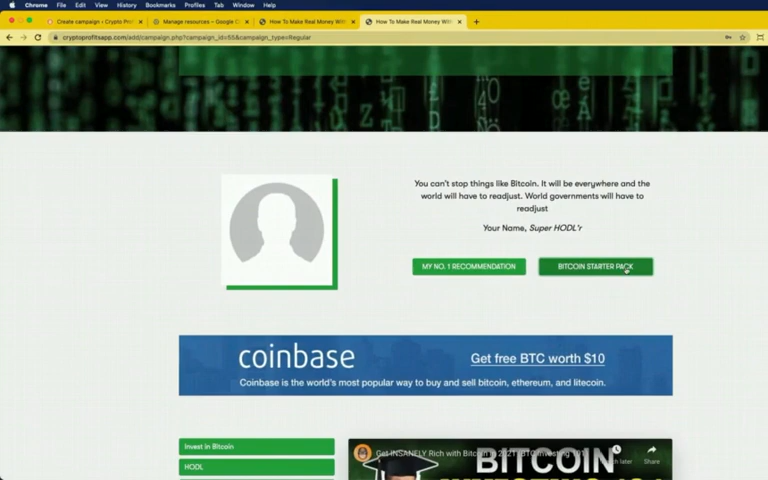 Chrome File Edit View History Bookmarks Profiles Tab Window Help
Create campaign : Crypto Prof
Manage resources – Google C
How To Make Real Money With
How To Make Real Money With
cryptoprofitsapp.com/add/campaign.php?campaign_id=55&campaign_type=Regular
You can't stop things like Bitcoin. It will be everywhere and the
world will have to readjust. World governments will have to
readjust
Your Name, Super HODL'r
MY NO. 1 RECOMMENDATION
BITCOIN STARTER PACK
coinbase
Get free BTC worth $10
Coinbase is the world's most popular way to buy and sell bitcoin, ethereum, and litecoin.
Invest in Bitcoin
HODL
Get INSANELY Rich with Bitcoin in 2021
BITCOIN
later
Share